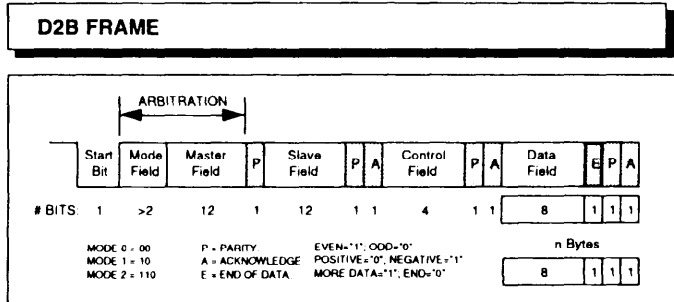 D2B FRAME
ARBITRATION
Start Bit Mode Field Master Field P Slave Field P A Control Field P A Data Field E P A
# BITS: 1 >2 12 1 12 1 1 4 1 1 8 1 1 1
MODE 0 = 00 P = PARITY EVEN="1"; ODD="0" n Bytes
MODE 1 = 10 A = ACKNOWLEDGE POSITIVE="0"; NEGATIVE="1"
MODE 2 = 110 E = END OF DATA MORE DATA="1"; END="0" 8 1 1 1